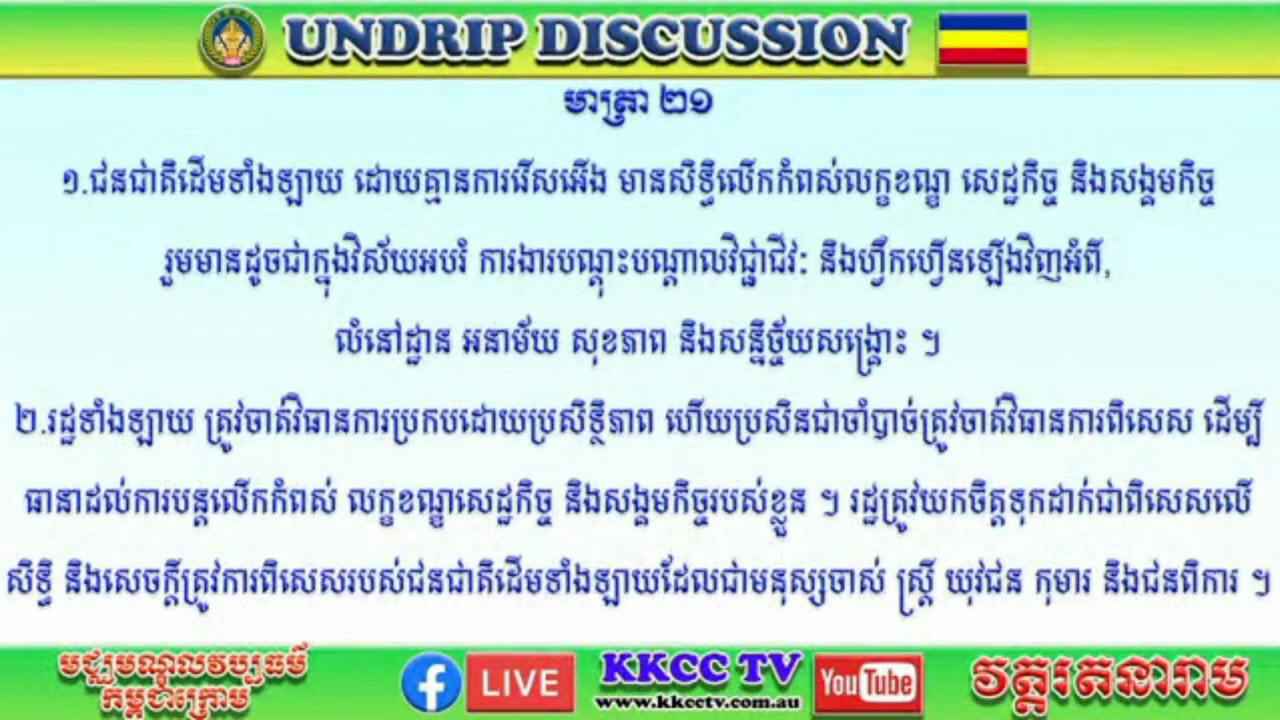 UNDRIP DISCUSSION
មាត្រា ២១
១.ជនជាតិដើមទាំងឡាយ ដោយគ្មានការរើសអើង មានសិទ្ធិលើកកំពស់លក្ខខណ្ឌ សេដ្ឋកិច្ច និងសង្គមកិច្ច
រួមមានដូចជាក្នុងវិស័យអបរំ ការងារបណ្ដុះបណ្ដាលវិជ្ជាជីវ: និងហ្វឹកហ្វើនឡើងវិញអំពី,
លំនៅដ្ឋាន អនាម័យ សុខភាព និងសន្និច្ច័យសង្គ្រោះ ។
២.រដ្ឋទាំងឡាយ ត្រូវចាត់វិធានការប្រកបដោយប្រសិទ្ធិភាព ហើយប្រសិនជាចាំបាច់ត្រូវចាត់វិធានការពិសេស ដើម្បី
ធានាដល់ការបន្តលើកកំពស់ លក្ខខណ្ឌសេដ្ឋកិច្ច និងសង្គមកិច្ចរបស់ខ្លួន ។ រដ្ឋត្រូវយកចិត្តទុកដាក់ជាពិសេសលើ
សិទ្ធិ និងសេចក្ដីត្រូវការពិសេសរបស់ជនជាតិដើមទាំងឡាយដែលជាមនុស្សចាស់ ស្ត្រី យុវជន កុមារ និងជនពិការ ។
មជ្ឈមណ្ឌលវប្បធម៌
កម្ពុជាក្រោម
LIVE
KKCC TV
www.kkcctv.com.au
YouTube
វត្តរតនារាម